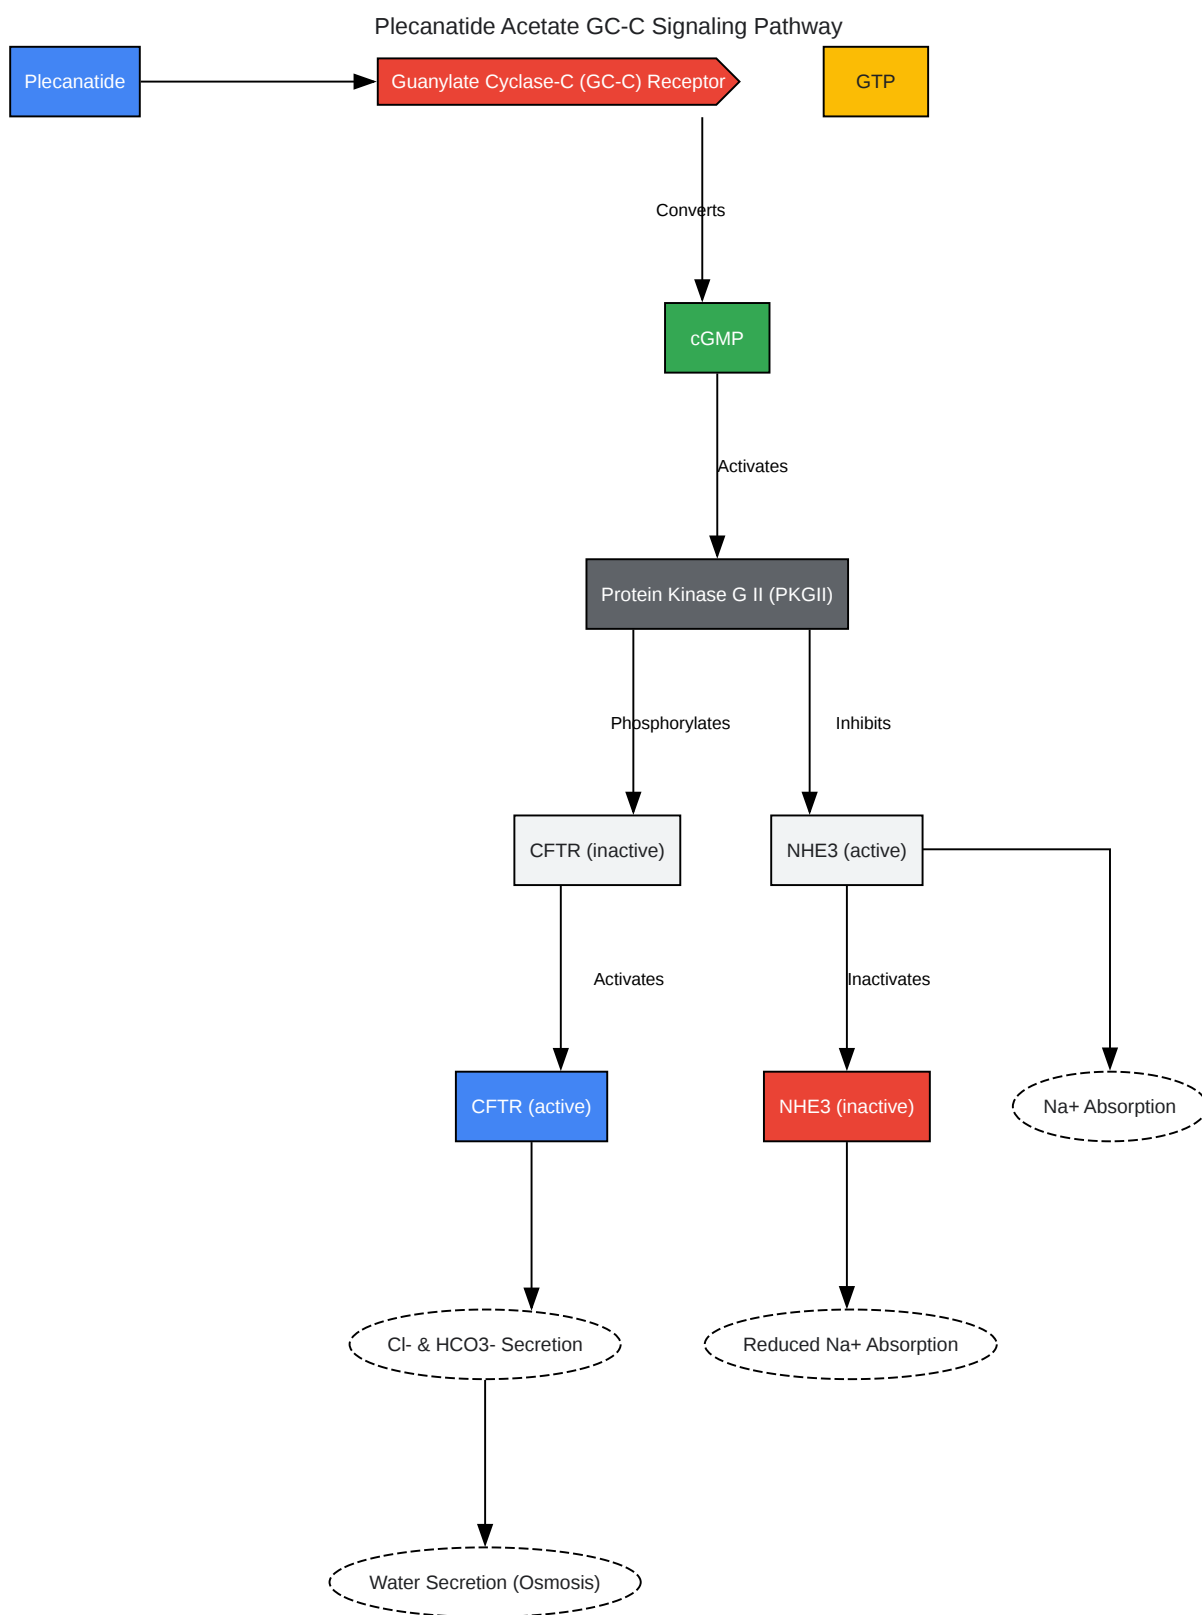 Plecanatide Acetate GC-C Signaling Pathway
Plecanatide
Guanylate Cyclase-C (GC-C) Receptor
GTP
Converts
cGMP
Activates
Protein Kinase G II (PKGII)
Phosphorylates
Inhibits
CFTR (inactive)
NHE3 (active)
Activates
Inactivates
CFTR (active)
NHE3 (inactive)
Na+ Absorption
Cl- & HCO3- Secretion
Reduced Na+ Absorption
Water Secretion (Osmosis)